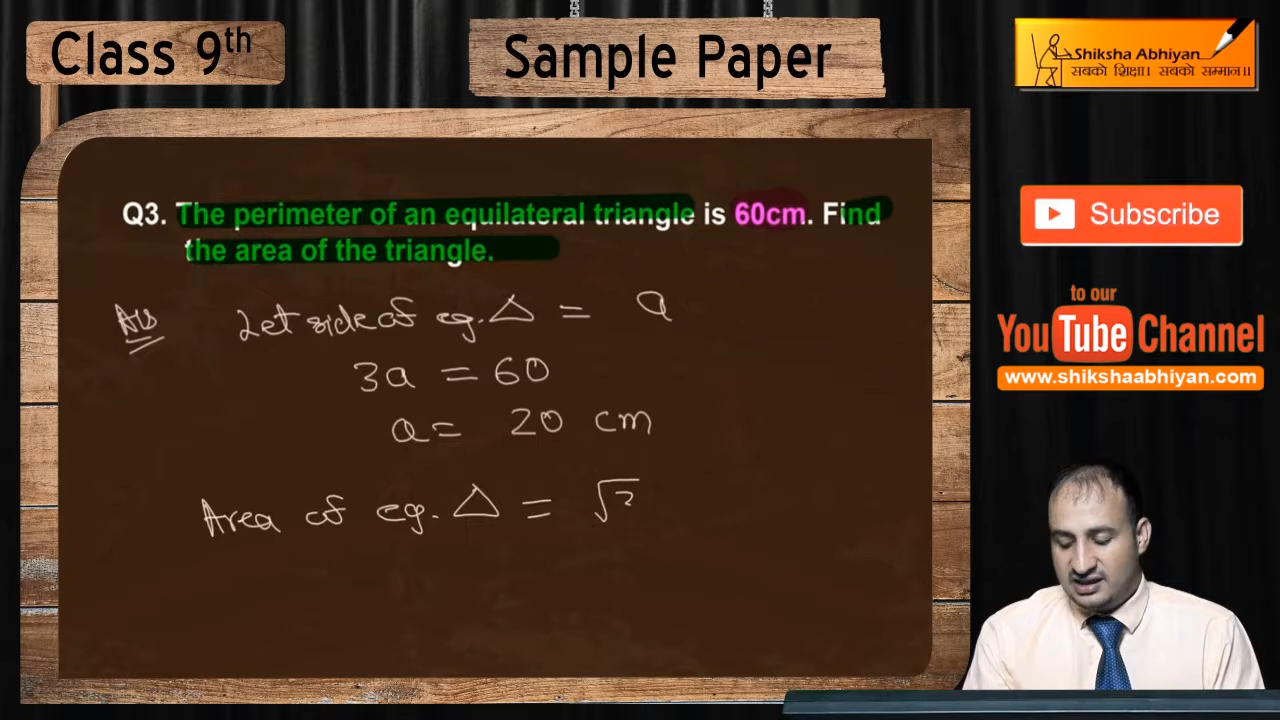 Class 9th
Sample Paper
Shiksha Abhiyan
सबको शिक्षा। सबको सम्मान।।
Q3. The perimeter of an equilateral triangle is 60cm. Find
the area of the triangle.
Ans Let side of eq. △ = a
3a = 60
a = 20 cm
Area of eq. △ = √3
Subscribe
to our
YouTube Channel
www.shikshaabhiyan.com